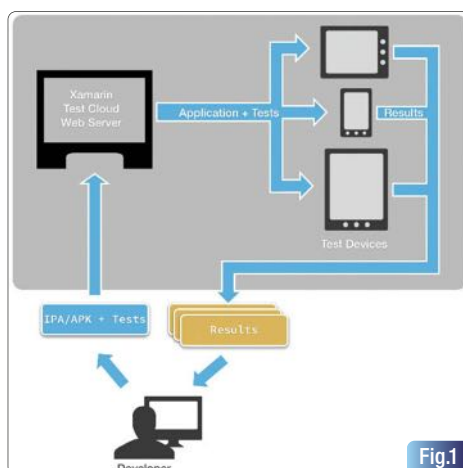 Xamarin
Test Cloud
Web Server
Application + Tests
Results
Test Devices
IPA/APK + Tests
Results
Developer
Fig.1